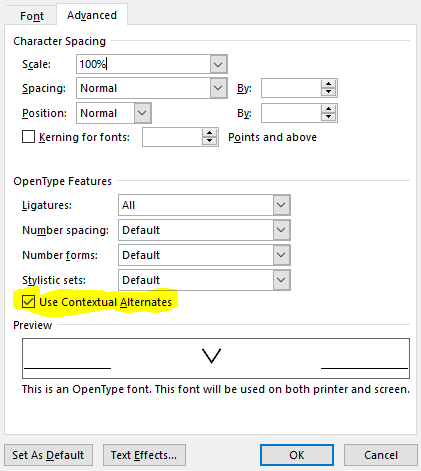 Font Advanced
Character Spacing
Scale: 100%
Spacing: Normal By:
Position: Normal By:
Kerning for fonts: Points and above
OpenType Features
Ligatures: All
Number spacing: Default
Number forms: Default
Stylistic sets: Default
Use Contextual Alternates
Preview
This is an OpenType font. This font will be used on both printer and screen.
Set As Default Text Effects... OK Cancel